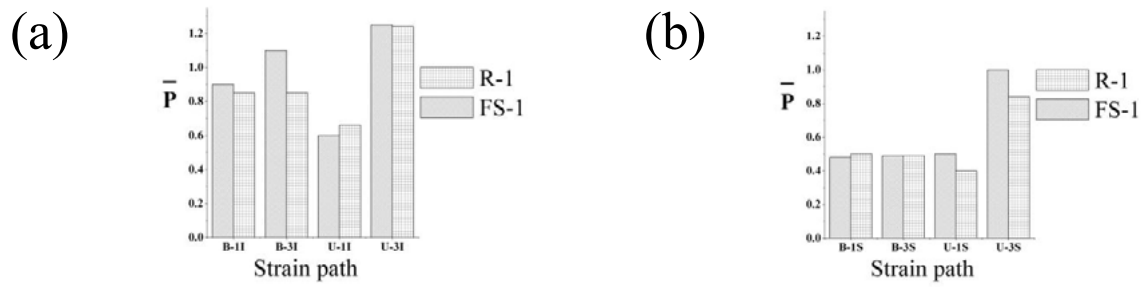 (a)
P
1.2
1.0
0.8
0.6
0.4
0.2
0.0
B-1I B-3I U-1I U-3I
Strain path
R-1
FS-1
(b)
P
1.2
1.0
0.8
0.6
0.4
0.2
0.0
B-1S B-3S U-1S U-3S
Strain path
R-1
FS-1